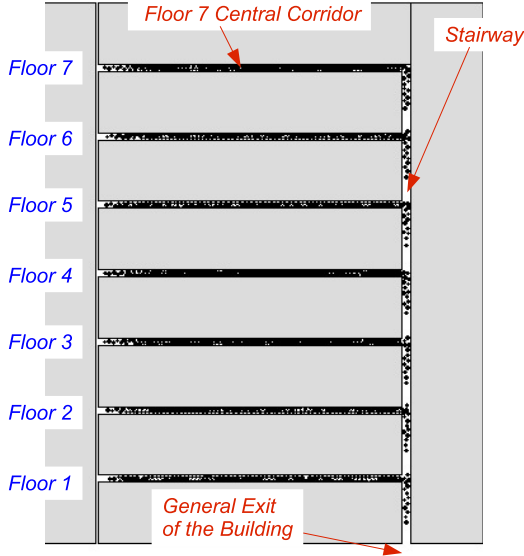 Floor 7 Central Corridor
Stairway
Floor 7
Floor 6
Floor 5
Floor 4
Floor 3
Floor 2
Floor 1
General Exit
of the Building